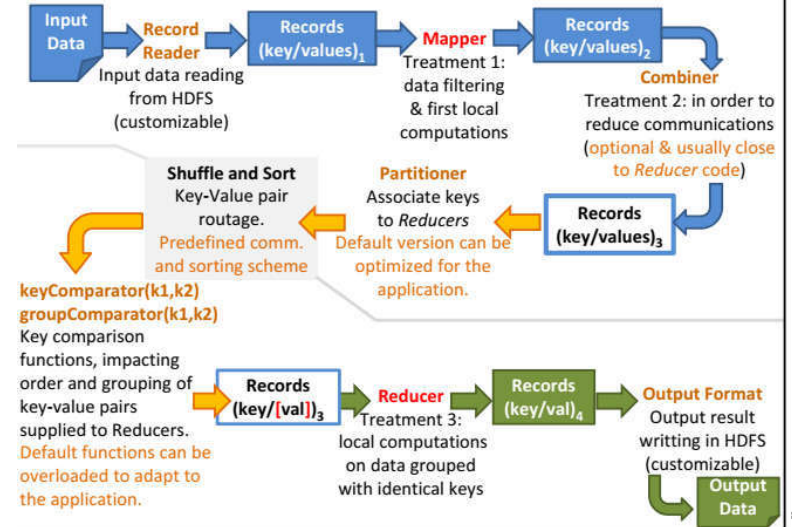 Input
Data
Record
Reader
Input data reading
from HDFS
(customizable)
Records
(key/values)1
Mapper
Treatment 1:
data filtering
& first local
computations
Records
(key/values)2
Combiner
Treatment 2: in order to
reduce communications
(optional & usually close
to Reducer code)
Records
(key/values)3
Partitioner
Associate keys
to Reducers
Default version can be
optimized for the
application.
Shuffle and Sort
Key-Value pair
routage.
Predefined comm.
and sorting scheme
keyComparator(k1,k2)
groupComparator(k1,k2)
Key comparison
functions, impacting
order and grouping of
key-value pairs
supplied to Reducers.
Default functions can be
overloaded to adapt to
the application.
Records
(key/[val])3
Reducer
Treatment 3:
local computations
on data grouped
with identical keys
Records
(key/val)4
Output Format
Output result
writting in HDFS
(customizable)
Output
Data